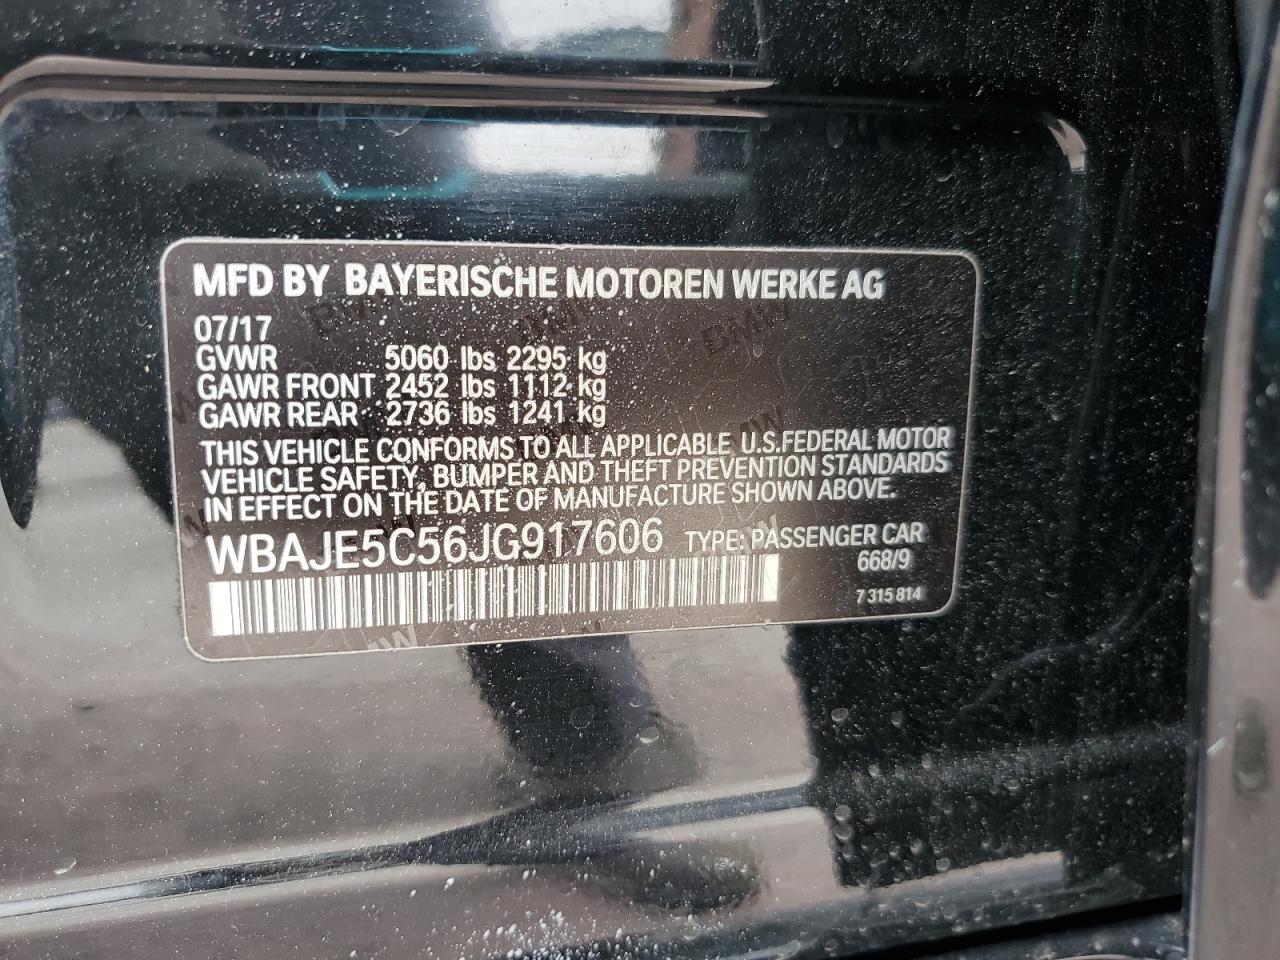 MFD BY BAYERISCHE MOTOREN WERKE AG
07/17
GVWR 5060 lbs 2295 kg
GAWR FRONT 2452 lbs 1112 kg
GAWR REAR 2736 lbs 1241 kg
THIS VEHICLE CONFORMS TO ALL APPLICABLE U.S.FEDERAL MOTOR
VEHICLE SAFETY, BUMPER AND THEFT PREVENTION STANDARDS
IN EFFECT ON THE DATE OF MANUFACTURE SHOWN ABOVE.
WBAJE5C56JG917606 TYPE: PASSENGER CAR
668/9
7 315 814